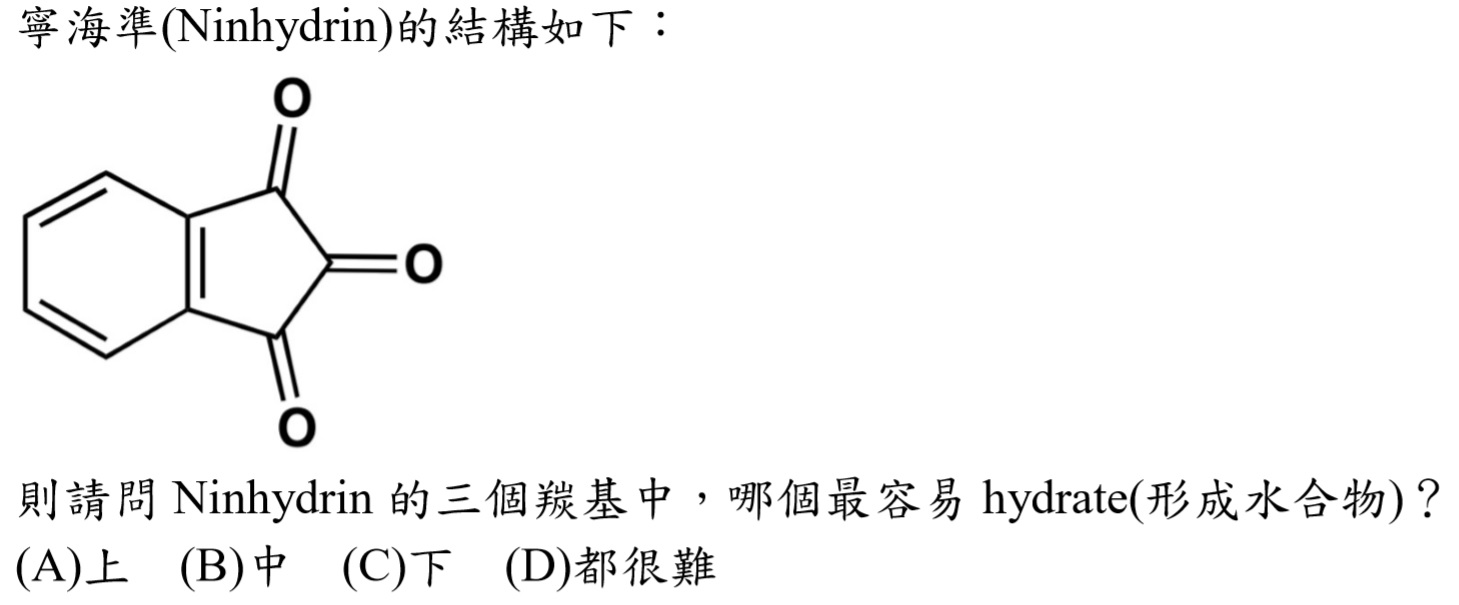 寧海準(Ninhydrin)的結構如下：
O
O
O
則請問 Ninhydrin 的三個羰基中，哪個最容易 hydrate(形成水合物)？
(A)上 (B)中 (C)下 (D)都很難